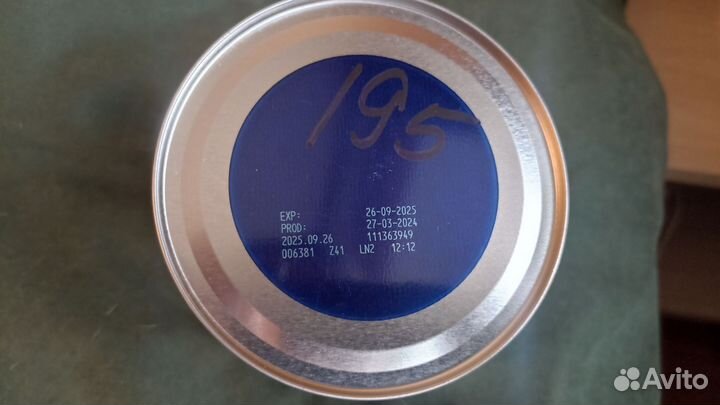 195
EXP: 26-09-2025
PROD: 27-03-2024
2025.09.26 111363949
006381 Z41 LN2 12:12
Avito